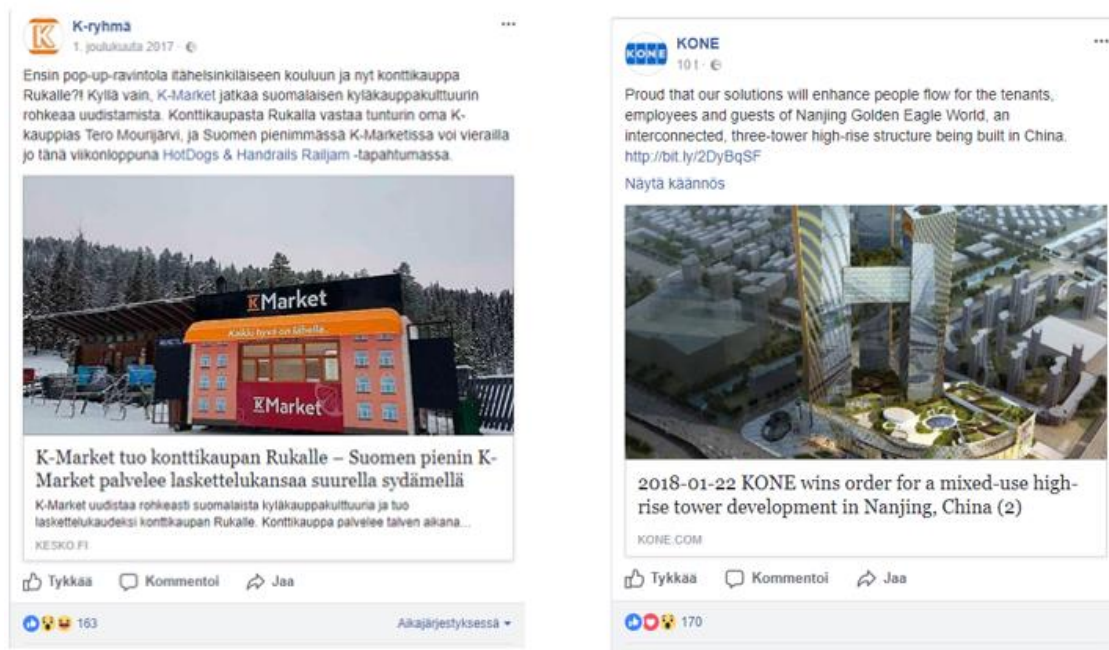 K-ryhmä
1. joulukuuta 2017
Ensin pop-up-ravintola itähelsinkiläiseen kouluun ja nyt konttikauppa
Rukalle?! Kyllä vain, K-Market jatkaa suomalaisen kyläkauppakulttuurin
rohkeaa uudistamista. Konttikaupasta Rukalla vastaa tunturin oma K-
kauppias Tero Mourijärvi, ja Suomen pienimmässä K-Marketissa voi vierailla
jo tänä viikonloppuna HotDogs & Handrails Railjam -tapahtumassa.
K Market
Kaikki hyvä on lähellä.
K Market
K-Market tuo konttikaupan Rukalle – Suomen pienin K-
Market palvelee laskettelukansaa suurella sydämellä
K-Market uudistaa rohkeasti suomalaista kyläkauppakulttuuria ja tuo
laskettelukaudeksi konttikaupan Rukalle. Konttikauppa palvelee talven aikana...
KESKO.FI
Tykkää Kommentoi Jaa
163 Aikajärjestyksessä
KONE
KONE
10 t
Proud that our solutions will enhance people flow for the tenants,
employees and guests of Nanjing Golden Eagle World, an
interconnected, three-tower high-rise structure being built in China.
http://bit.ly/2DyBqSF
Näytä käännös
2018-01-22 KONE wins order for a mixed-use high-
rise tower development in Nanjing, China (2)
KONE.COM
Tykkää Kommentoi Jaa
170